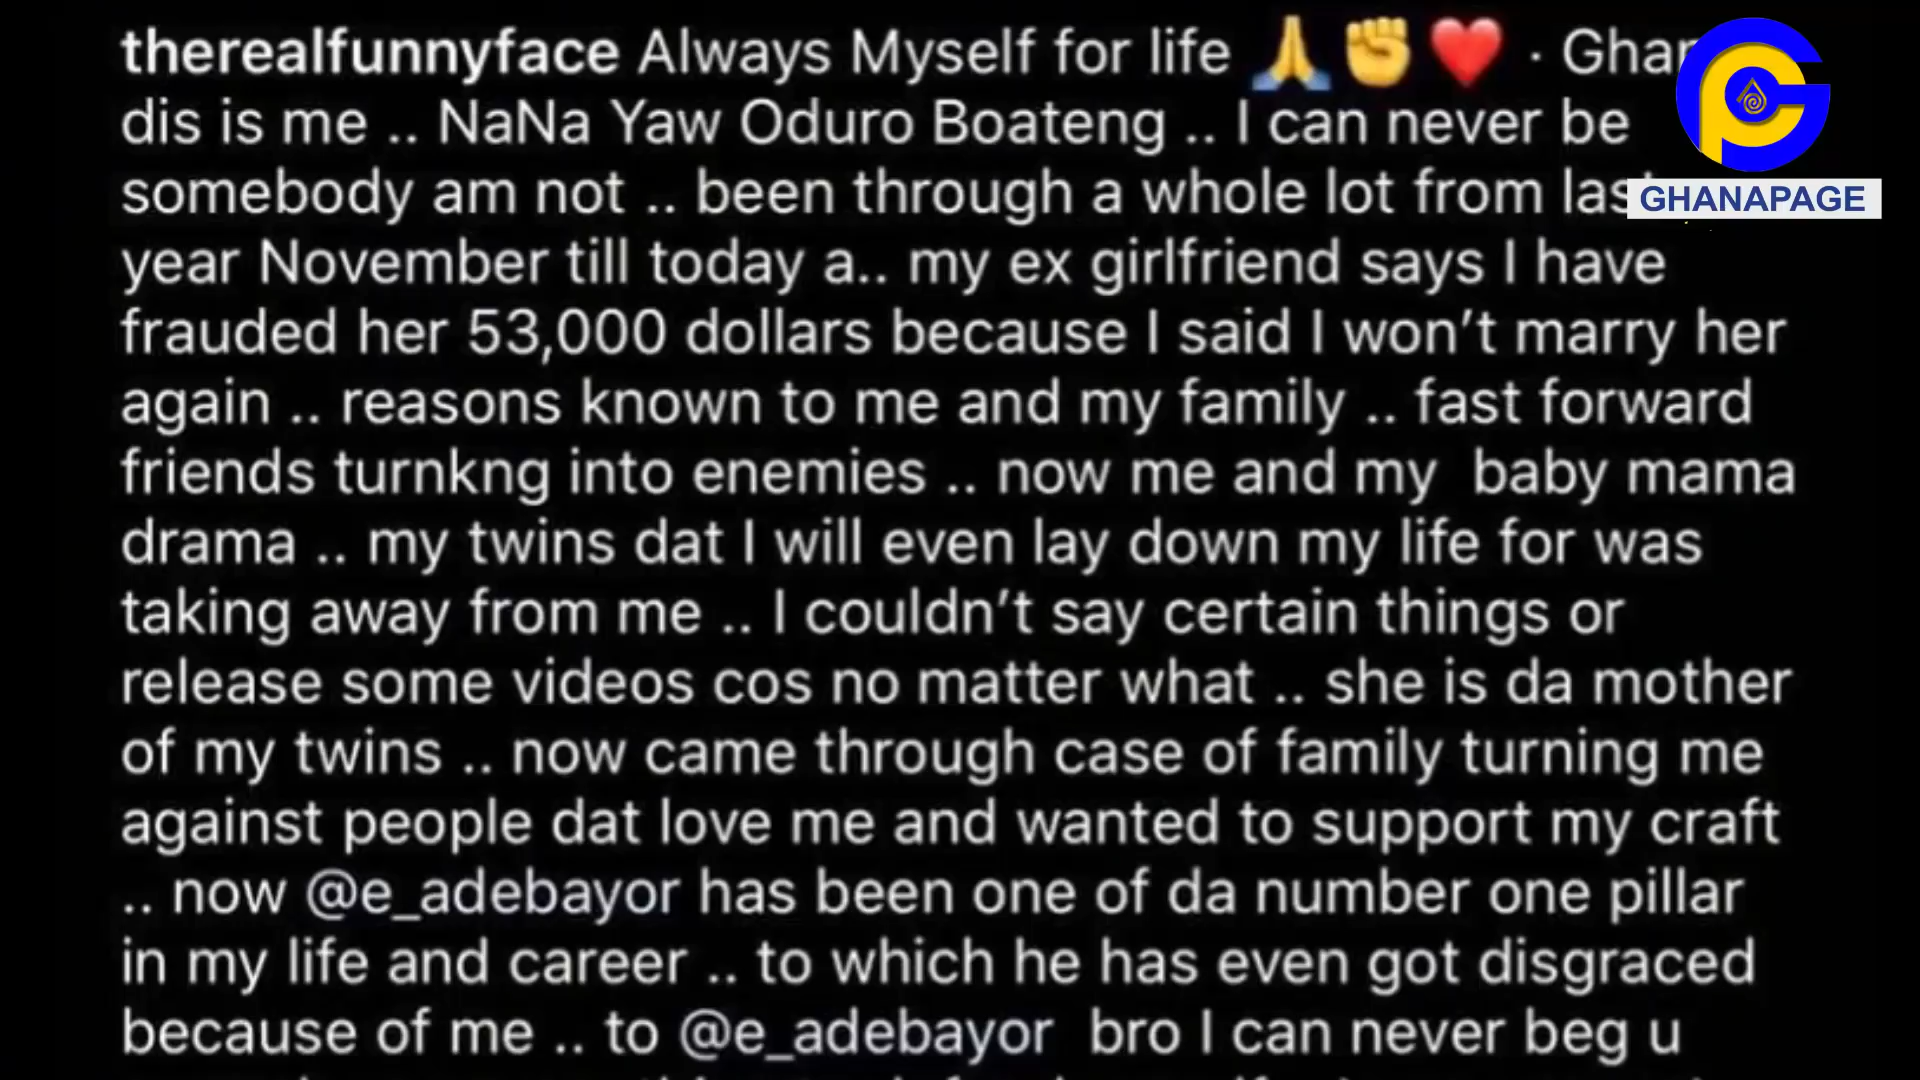 therealfunnyface Always Myself for life 🙏✊❤️ · Ghan
dis is me .. NaNa Yaw Oduro Boateng .. I can never be
somebody am not .. been through a whole lot from last
year November till today a.. my ex girlfriend says I have
frauded her 53,000 dollars because I said I won’t marry her
again .. reasons known to me and my family .. fast forward
friends turnkng into enemies .. now me and my  baby mama
drama .. my twins dat I will even lay down my life for was
taking away from me .. I couldn’t say certain things or
release some videos cos no matter what .. she is da mother
of my twins .. now came through case of family turning me
against people dat love me and wanted to support my craft
.. now @e_adebayor has been one of da number one pillar
in my life and career .. to which he has even got disgraced
because of me .. to @e_adebayor  bro I can never beg u
GHANAPAGE